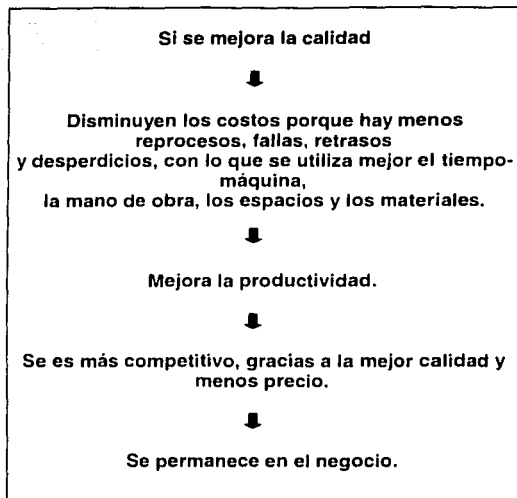 Si se mejora la calidad
Disminuyen los costos porque hay menos
reprocesos, fallas, retrasos
y desperdicios, con lo que se utiliza mejor el tiempo-
máquina,
la mano de obra, los espacios y los materiales.
Mejora la productividad.
Se es más competitivo, gracias a la mejor calidad y
menos precio.
Se permanece en el negocio.